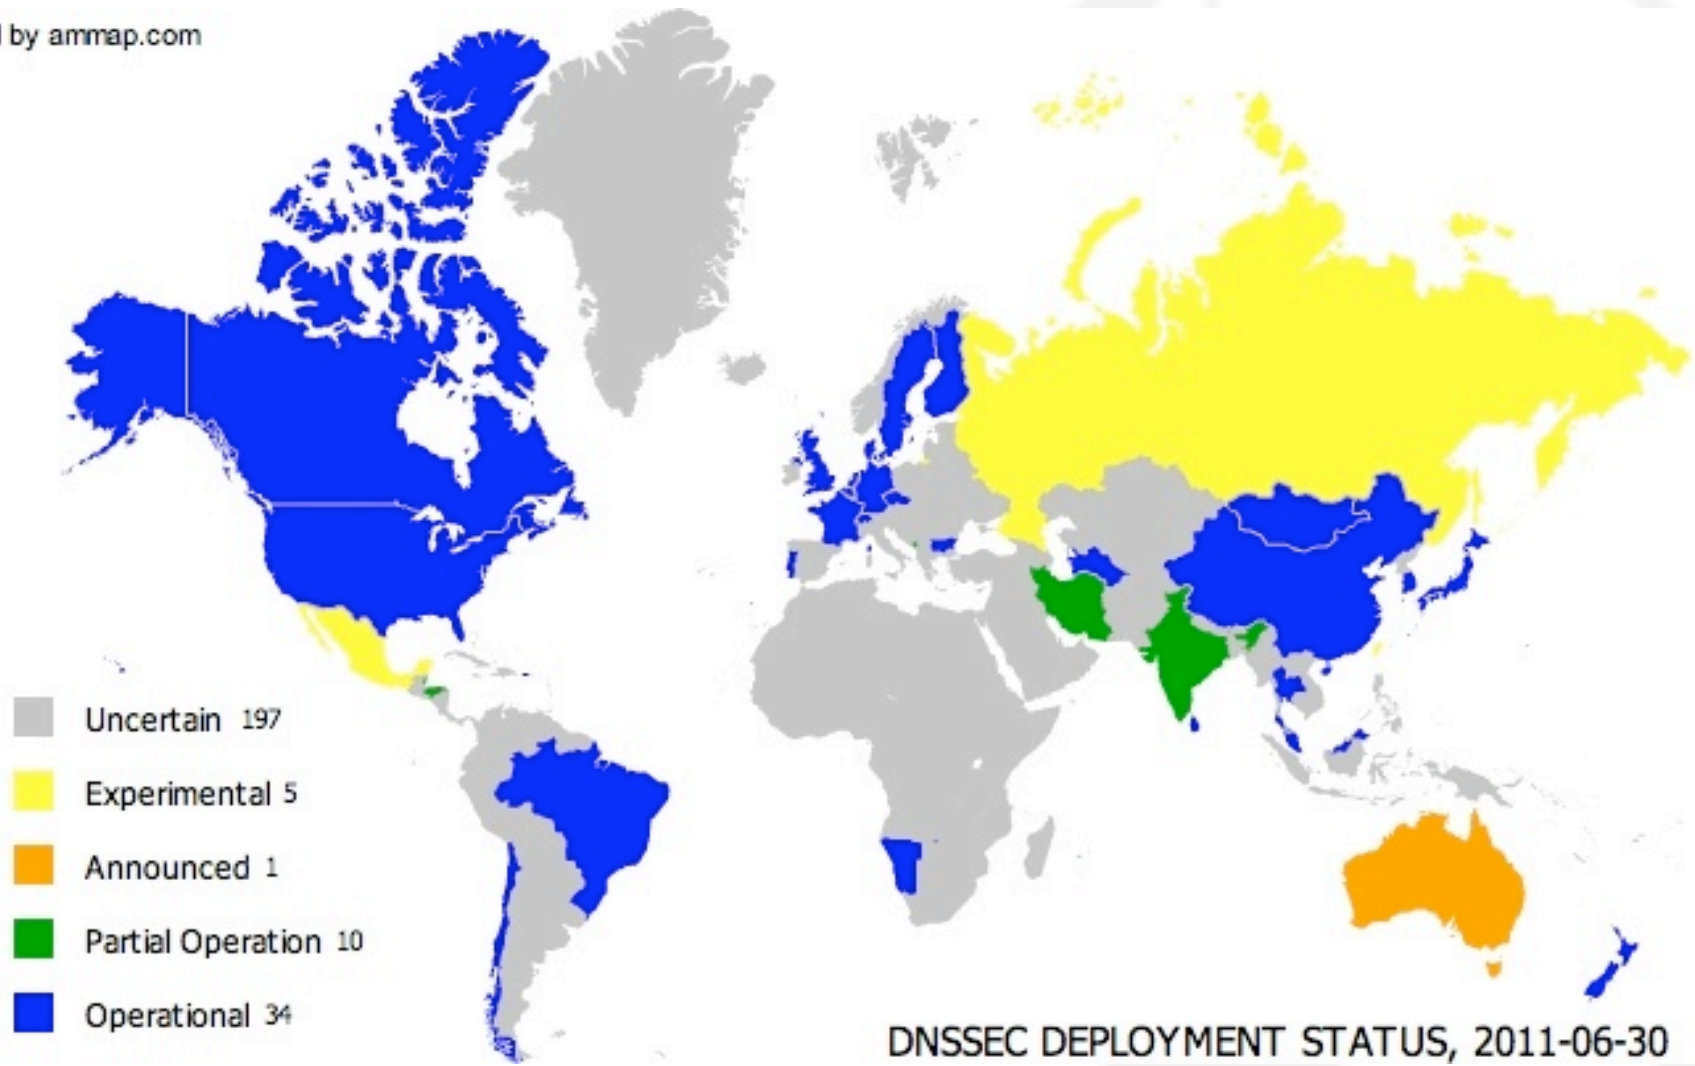 by ammap.com
Uncertain 197
Experimental 5
Announced 1
Partial Operation 10
Operational 34
DNSSEC DEPLOYMENT STATUS, 2011-06-30